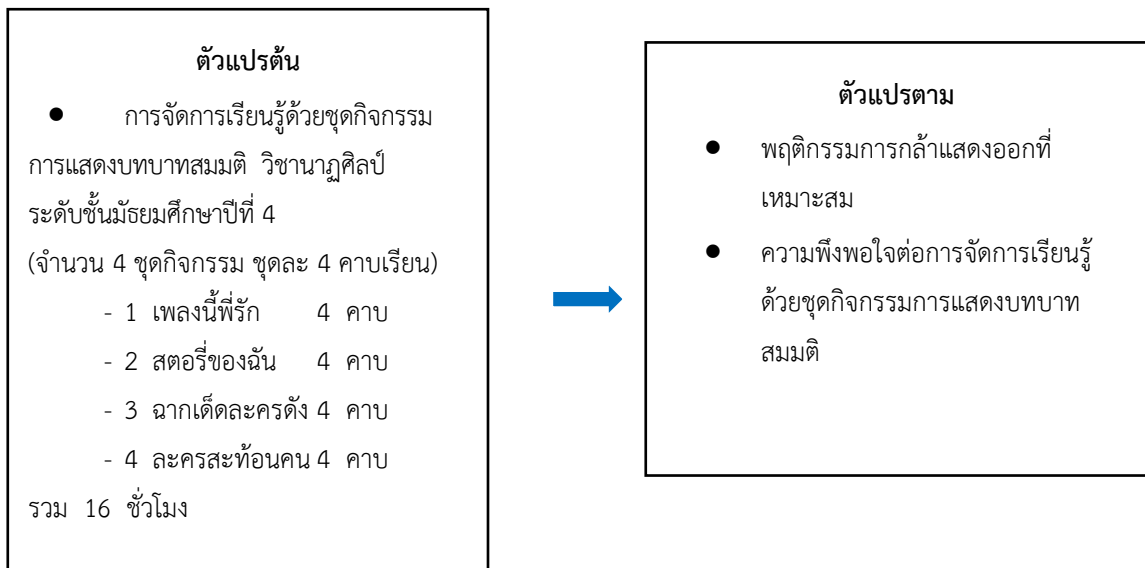 ตัวแปรต้น
● การจัดการเรียนรู้ด้วยชุดกิจกรรม
การแสดงบทบาทสมมติ วิชานาฏศิลป์
ระดับชั้นมัธยมศึกษาปีที่ 4
(จำนวน 4 ชุดกิจกรรม ชุดละ 4 คาบเรียน)
- 1 เพลงนี้พี่รัก 4 คาบ
- 2 สตอรี่ของฉัน 4 คาบ
- 3 ฉากเด็ดละครดัง 4 คาบ
- 4 ละครสะท้อนคน 4 คาบ
รวม 16 ชั่วโมง
ตัวแปรตาม
● พฤติกรรมการกล้าแสดงออกที่
เหมาะสม
● ความพึงพอใจต่อการจัดการเรียนรู้
ด้วยชุดกิจกรรมการแสดงบทบาท
สมมติ